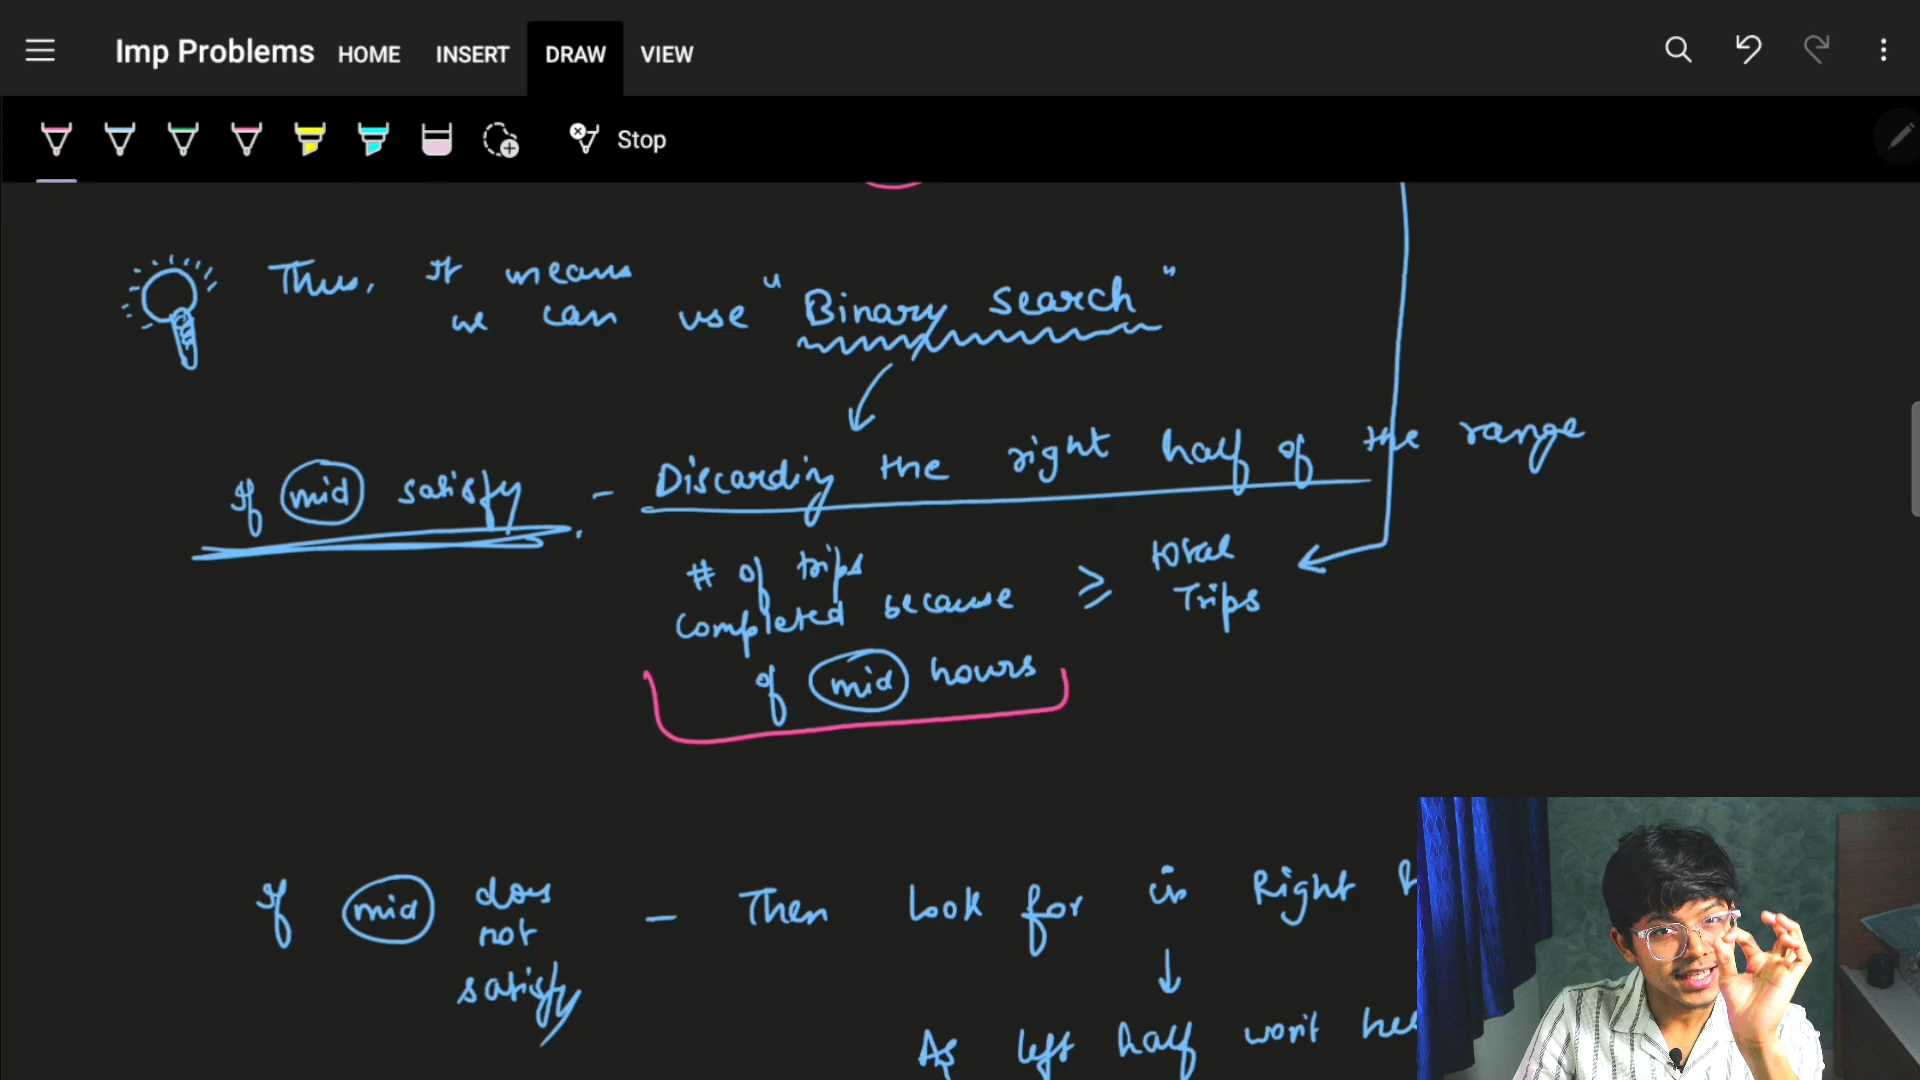 Imp Problems HOME INSERT DRAW VIEW
Stop
Thus, It means
we can use "Binary Search"
If mid satisfy - Discarding the right half of the range
# of trips
completed because ≥ total Trips
of mid hours
If mid does not satisfy - Then Look for in Right
As left half won't